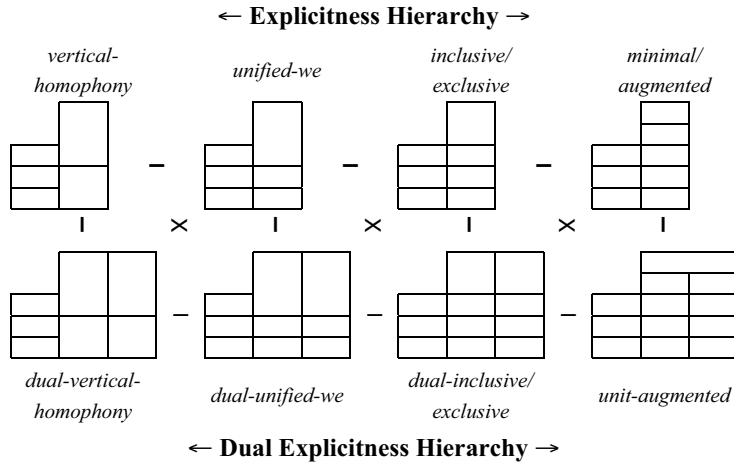 ← Explicitness Hierarchy →
vertical-
homophony
unified-we
inclusive/
exclusive
minimal/
augmented
– – –
I × I × I × I
– – –
dual-vertical-
homophony
dual-unified-we
dual-inclusive/
exclusive
unit-augmented
← Dual Explicitness Hierarchy →